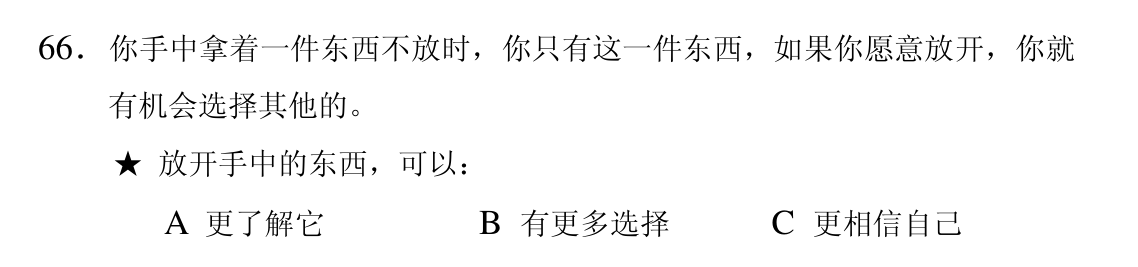 66．你手中拿着一件东西不放时，你只有这一件东西，如果你愿意放开，你就
有机会选择其他的。
★ 放开手中的东西，可以：
A 更了解它 B 有更多选择 C 更相信自己